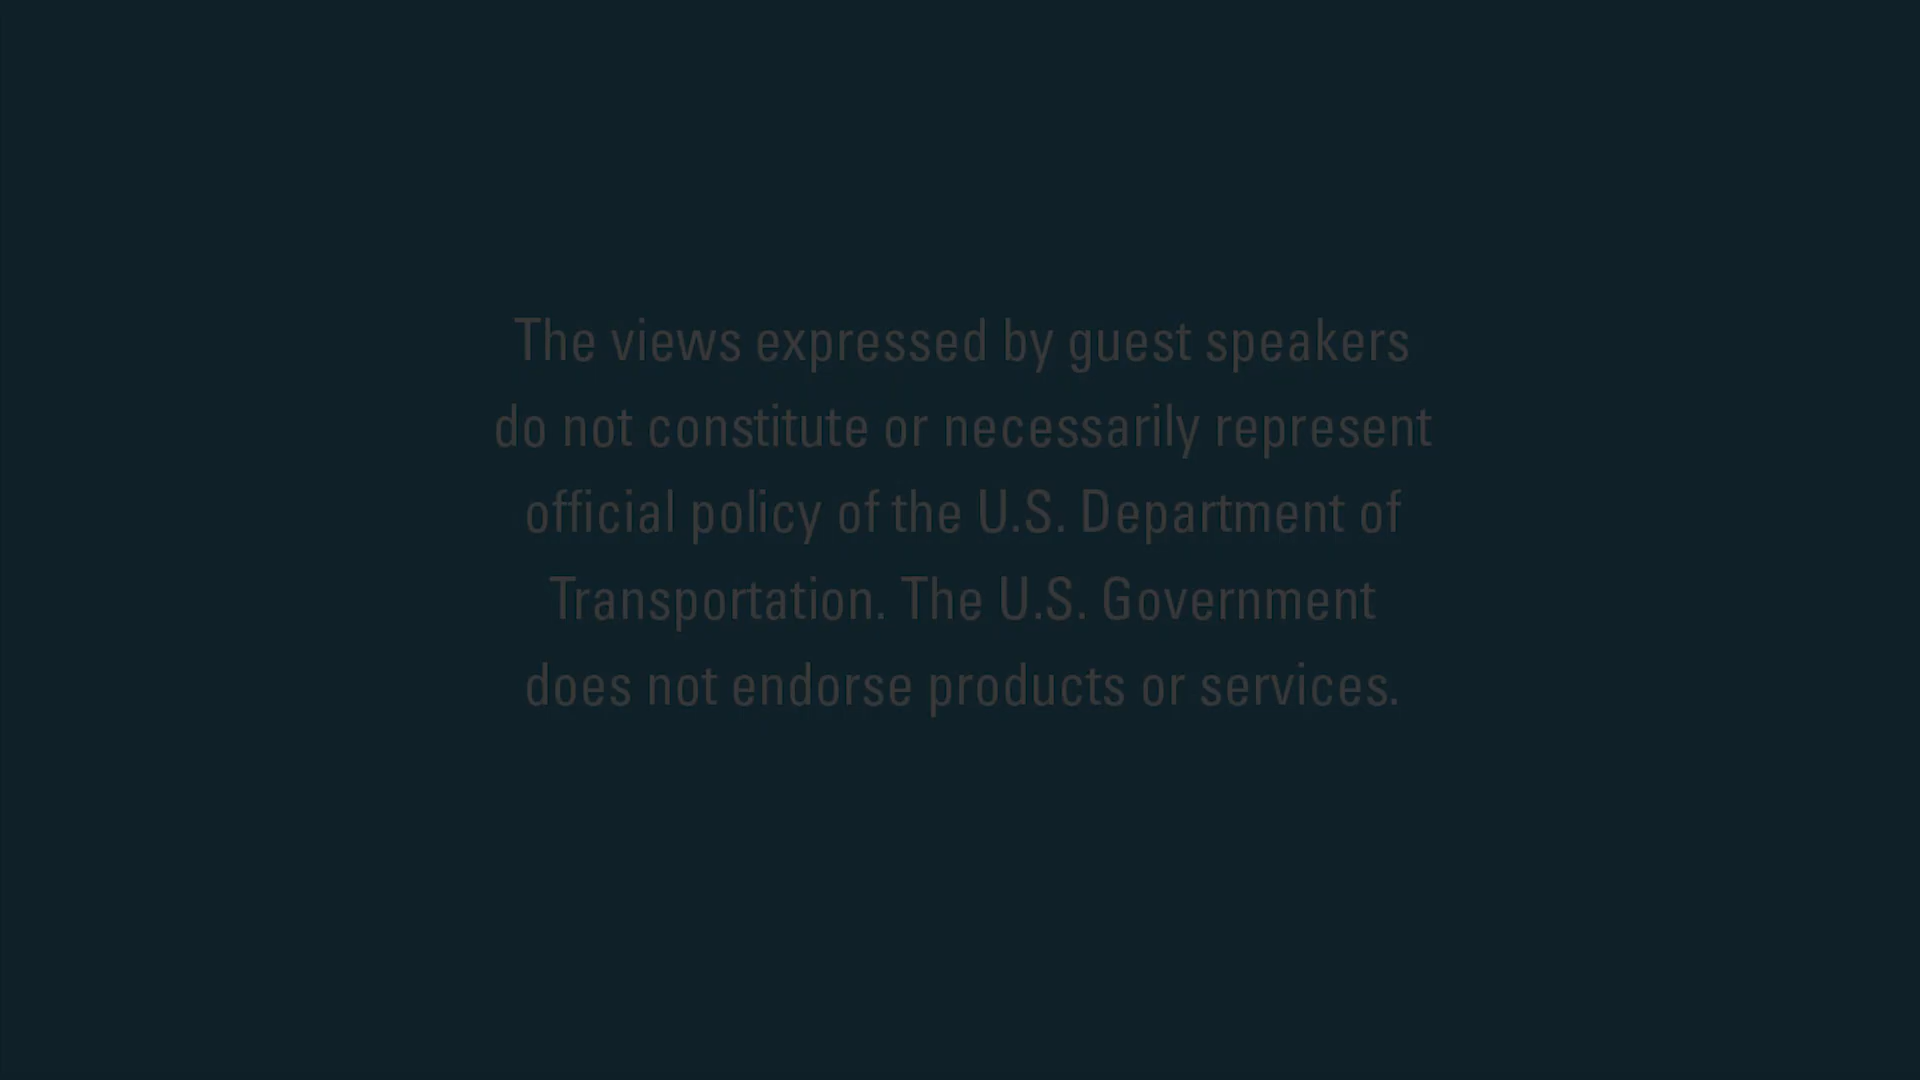 The views expressed by guest speakers
do not constitute or necessarily represent
official policy of the U.S. Department of
Transportation. The U.S. Government
does not endorse products or services.